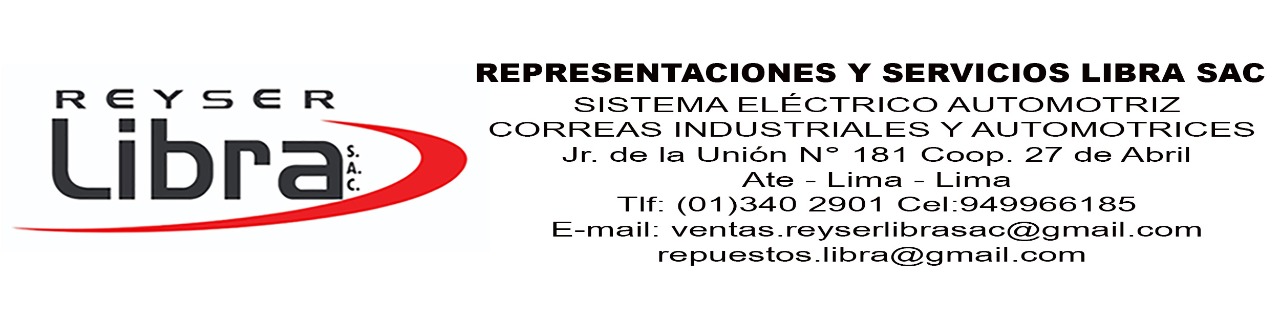 REYSER
Libra
S.A.C.
REPRESENTACIONES Y SERVICIOS LIBRA SAC
SISTEMA ELÉCTRICO AUTOMOTRIZ
CORREAS INDUSTRIALES Y AUTOMOTRICES
Jr. de la Unión N° 181 Coop. 27 de Abril
Ate - Lima - Lima
Tlf: (01)340 2901 Cel:949966185
E-mail: ventas.reyserlibrasac@gmail.com
repuestos.libra@gmail.com